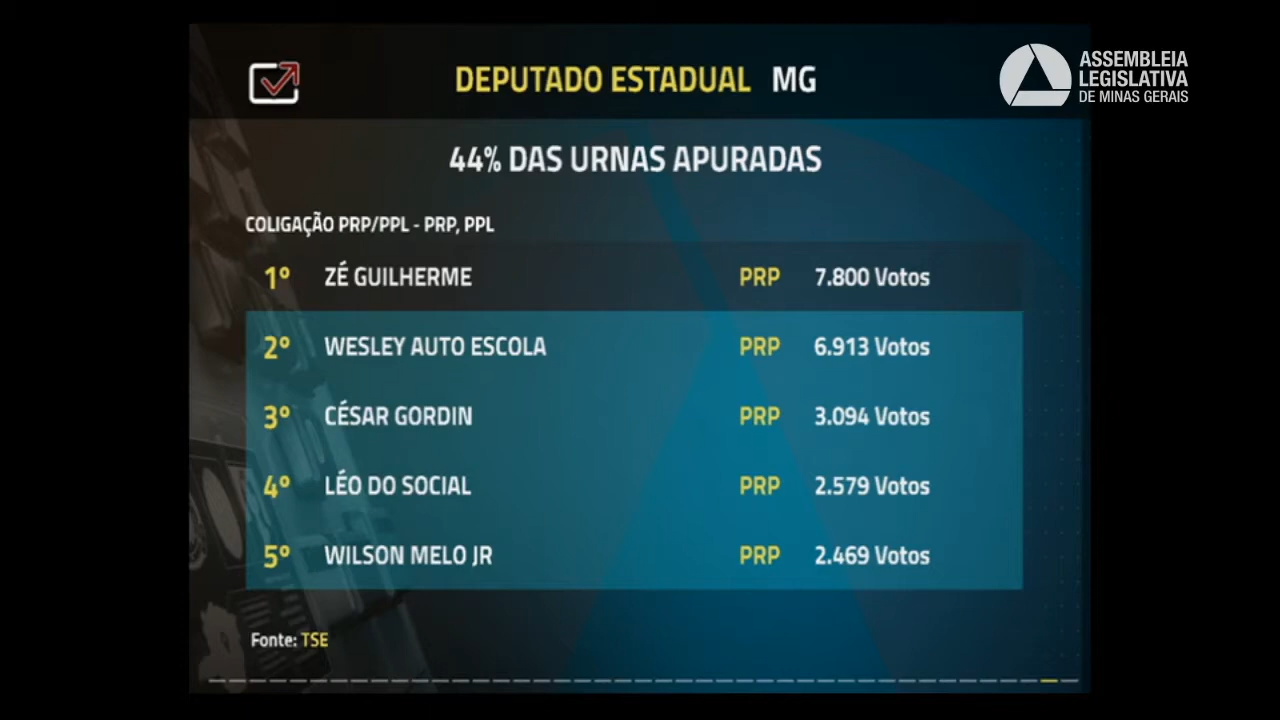 ASSEMBLEIA
LEGISLATIVA
DE MINAS GERAIS
DEPUTADO ESTADUAL MG
44% DAS URNAS APURADAS
COLIGAÇÃO PRP/PPL - PRP, PPL
1º ZÉ GUILHERME PRP 7.800 Votos
2º WESLEY AUTO ESCOLA PRP 6.913 Votos
3º CÉSAR GORDIN PRP 3.094 Votos
4º LÉO DO SOCIAL PRP 2.579 Votos
5º WILSON MELO JR PRP 2.469 Votos
Fonte: TSE